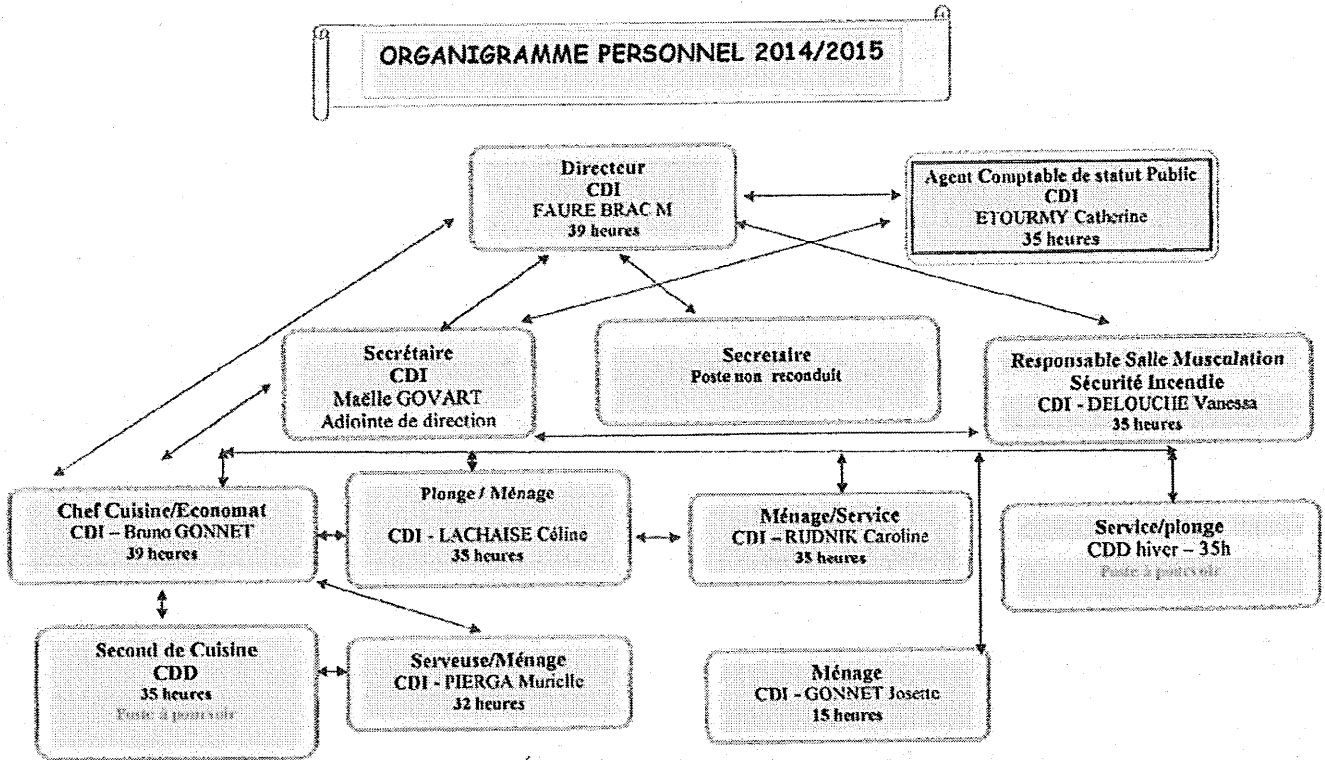 ORGANIGRAMME PERSONNEL 2014/2015
Directeur
CDI
FAURE BRAC M
39 heures
Agent Comptable de statut Public
CDI
ETOURMY Catherine
35 heures
Secrétaire
CDI
Maëlle GOVART
Adjointe de direction
Secretaire
Poste non reconduit
Responsable Salle Musculation
Sécurité Incendie
CDI - DELOUCHE Vanessa
35 heures
Chef Cuisine/Economat
CDI – Bruno GONNET
39 heures
Plonge / Ménage
CDI - LACHAISE Céline
35 heures
Ménage/Service
CDI – RUDNIK Caroline
35 heures
Service/plonge
CDD hiver – 35h
Poste à pourvoir
Second de Cuisine
CDD
35 heures
Poste à pourvoir
Serveuse/Ménage
CDI - PIERGA Murielle
32 heures
Ménage
CDI - GONNET Josette
15 heures